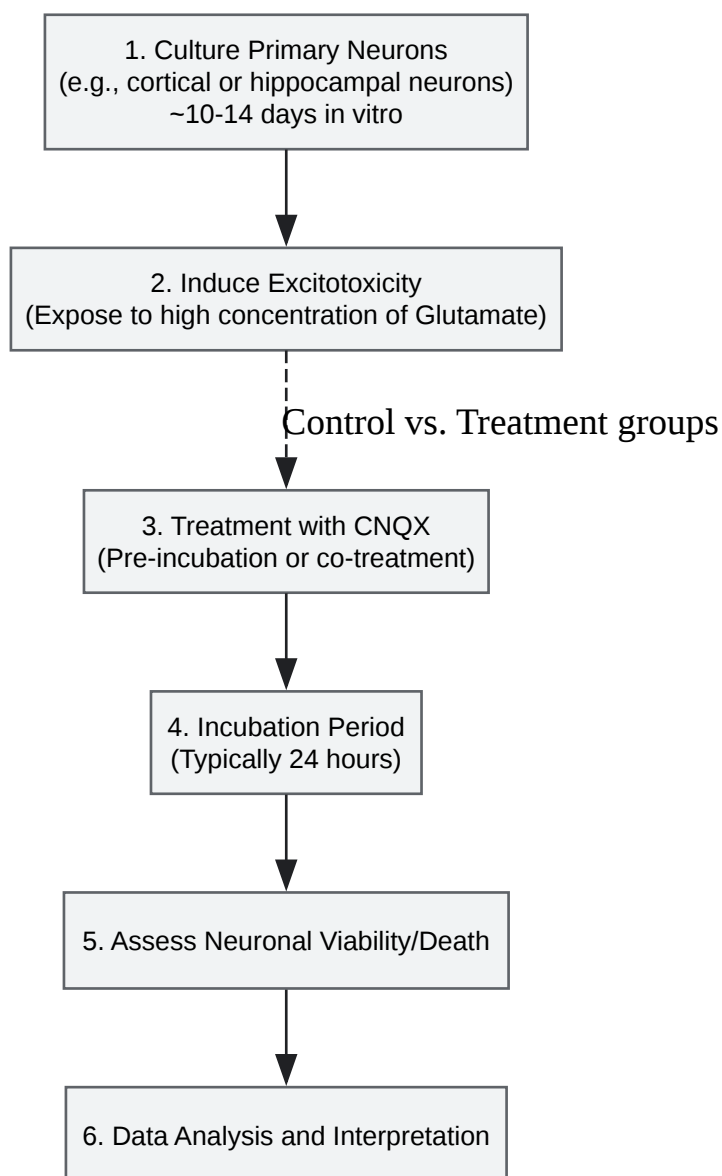 1. Culture Primary Neurons
(e.g., cortical or hippocampal neurons)
~10-14 days in vitro
2. Induce Excitotoxicity
(Expose to high concentration of Glutamate)
Control vs. Treatment groups
3. Treatment with CNQX
(Pre-incubation or co-treatment)
4. Incubation Period
(Typically 24 hours)
5. Assess Neuronal Viability/Death
6. Data Analysis and Interpretation